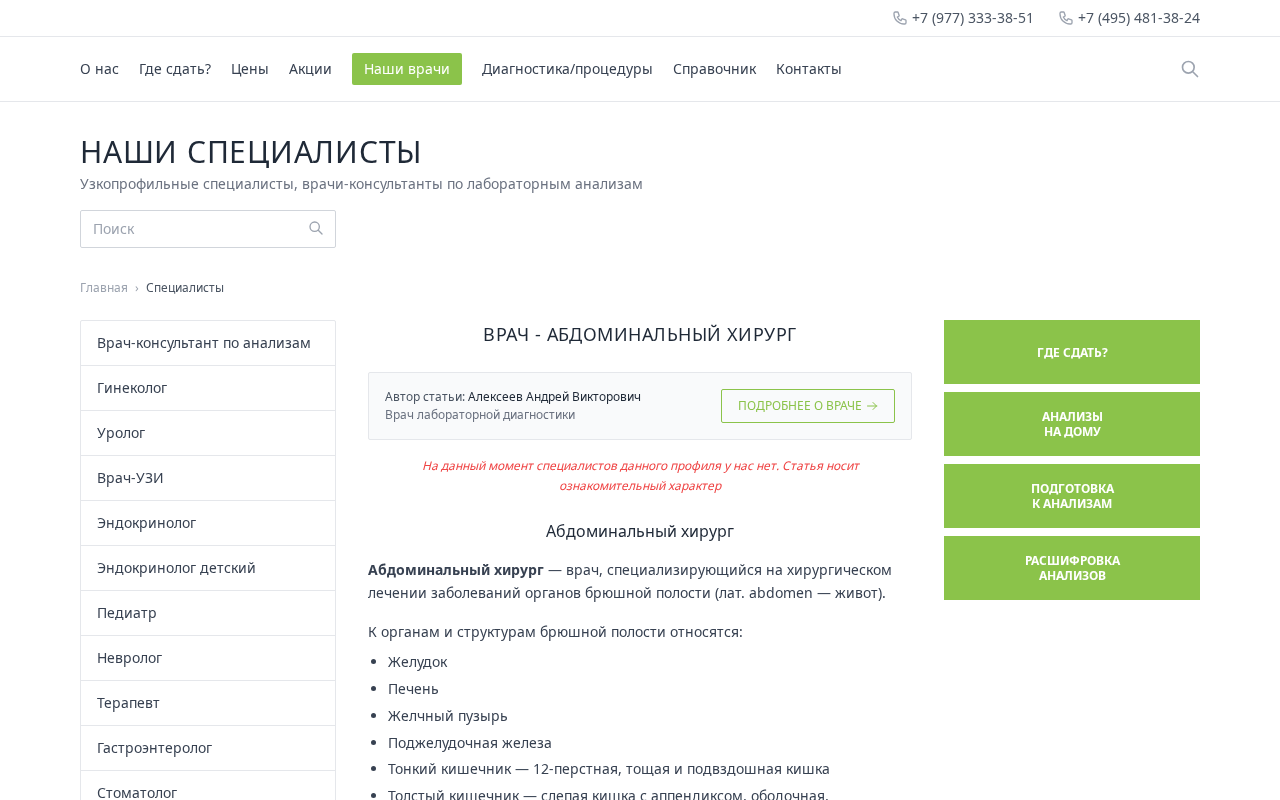 +7 (977) 333-38-51 +7 (495) 481-38-24
О нас Где сдать? Цены Акции Наши врачи Диагностика/процедуры Справочник Контакты
НАШИ СПЕЦИАЛИСТЫ
Узкопрофильные специалисты, врачи-консультанты по лабораторным анализам
Поиск
Главная › Специалисты
Врач-консультант по анализам
Гинеколог
Уролог
Врач-УЗИ
Эндокринолог
Эндокринолог детский
Педиатр
Невролог
Терапевт
Гастроэнтеролог
Стоматолог
ВРАЧ - АБДОМИНАЛЬНЫЙ ХИРУРГ
Автор статьи: Алексеев Андрей Викторович
Врач лабораторной диагностики
ПОДРОБНЕЕ О ВРАЧЕ →
На данный момент специалистов данного профиля у нас нет. Статья носит
ознакомительный характер
Абдоминальный хирург
Абдоминальный хирург — врач, специализирующийся на хирургическом
лечении заболеваний органов брюшной полости (лат. abdomen — живот).
К органам и структурам брюшной полости относятся:
• Желудок
• Печень
• Желчный пузырь
• Поджелудочная железа
• Тонкий кишечник — 12-перстная, тощая и подвздошная кишка
• Толстый кишечник — слепая кишка с аппендиксом, ободочная,
ГДЕ СДАТЬ?
АНАЛИЗЫ
НА ДОМУ
ПОДГОТОВКА
К АНАЛИЗАМ
РАСШИФРОВКА
АНАЛИЗОВ